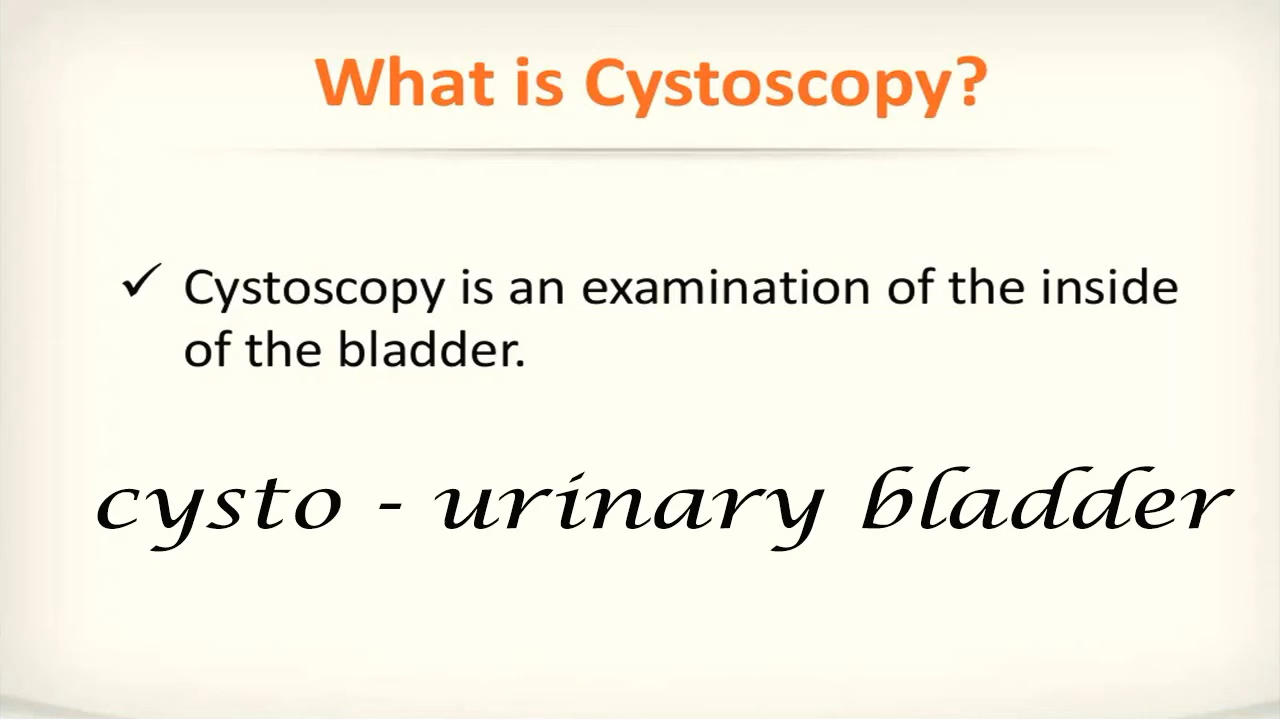 What is Cystoscopy?
✓ Cystoscopy is an examination of the inside
of the bladder.
cysto - urinary bladder